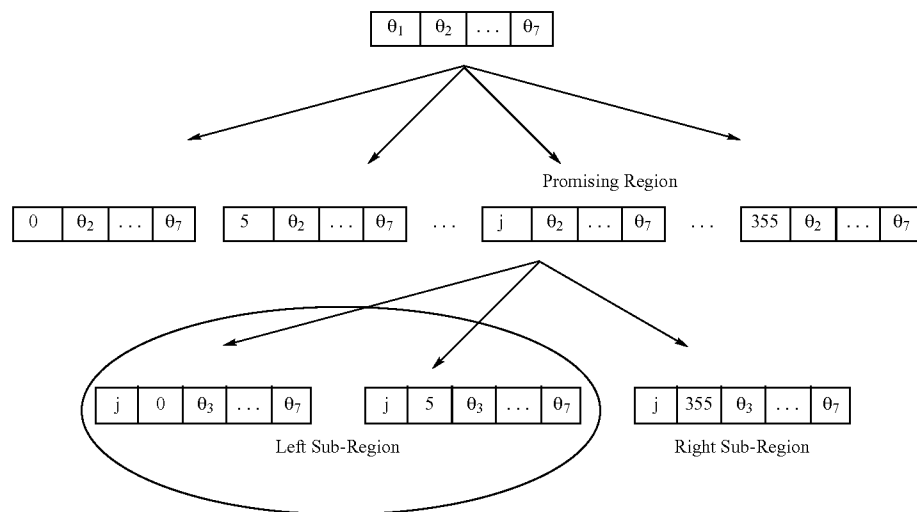 θ₁ θ₂ . . . θ₇
Promising Region
0 θ₂ . . . θ₇ 5 θ₂ . . . θ₇ . . . j θ₂ . . . θ₇ . . . 355 θ₂ . . . θ₇
j 0 θ₃ . . . θ₇ j 5 θ₃ . . . θ₇ j 355 θ₃ . . . θ₇
Left Sub-Region Right Sub-Region